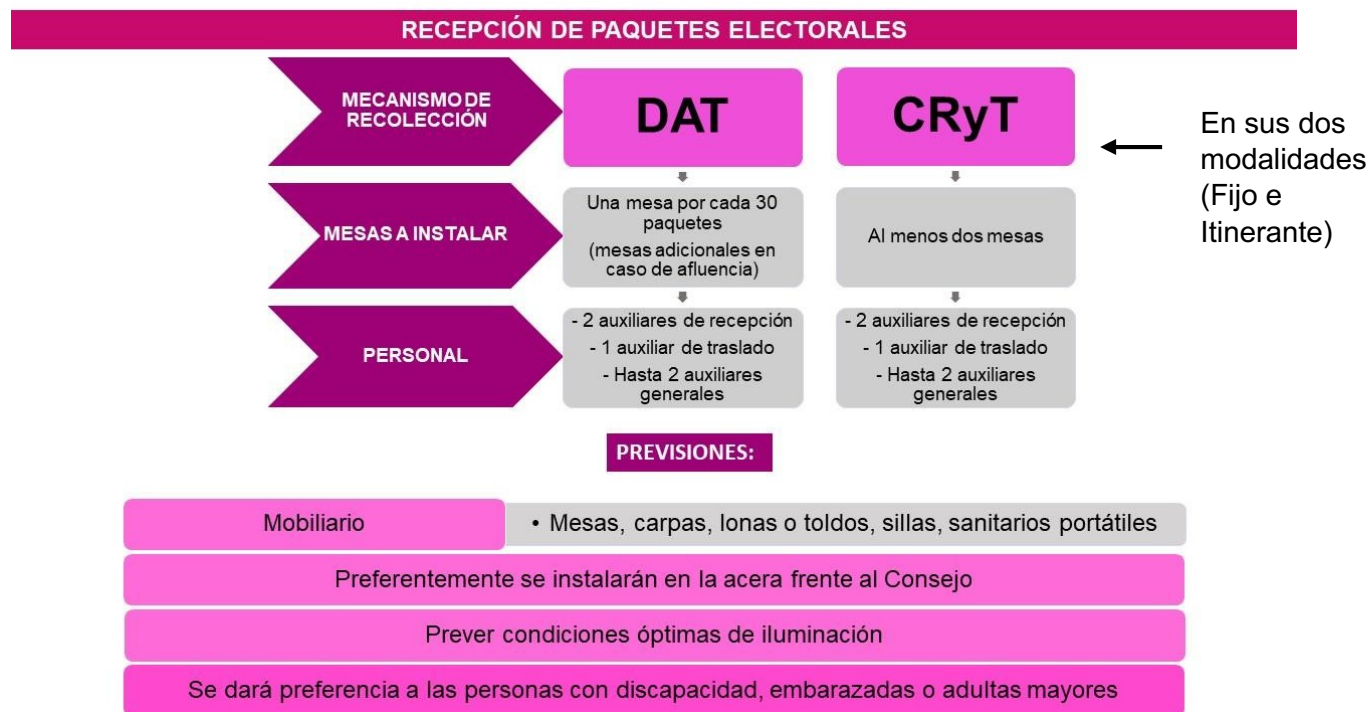 RECEPCIÓN DE PAQUETES ELECTORALES
MECANISMO DE
RECOLECCIÓN
DAT
CRyT
En sus dos
modalidades
(Fijo e
Itinerante)
MESAS A INSTALAR
Una mesa por cada 30
paquetes
(mesas adicionales en
caso de afluencia)
Al menos dos mesas
PERSONAL
- 2 auxiliares de recepción
- 1 auxiliar de traslado
- Hasta 2 auxiliares
generales
- 2 auxiliares de recepción
- 1 auxiliar de traslado
- Hasta 2 auxiliares
generales
PREVISIONES:
Mobiliario
• Mesas, carpas, lonas o toldos, sillas, sanitarios portátiles
Preferentemente se instalarán en la acera frente al Consejo
Prever condiciones óptimas de iluminación
Se dará preferencia a las personas con discapacidad, embarazadas o adultas mayores